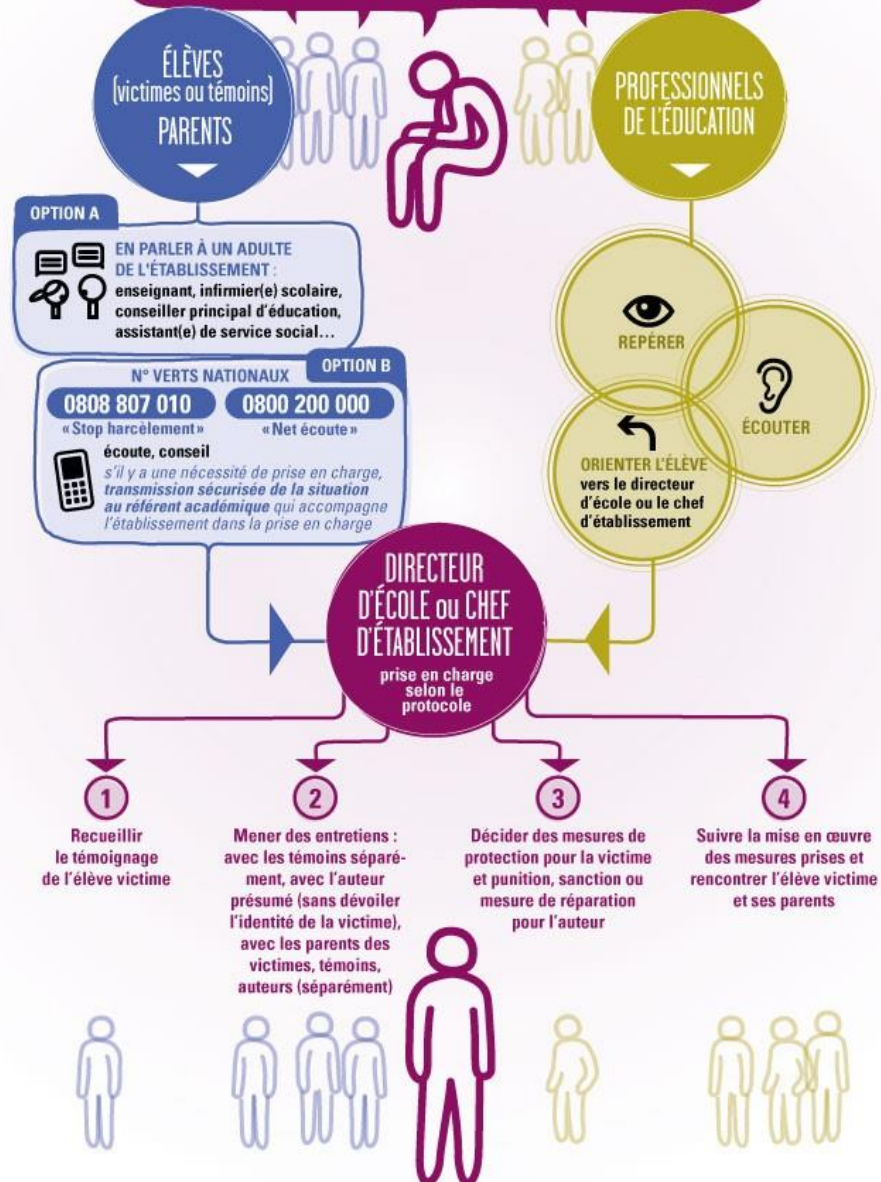 ÉLÈVES
(victimes ou témoins)
PARENTS
PROFESSIONNELS
DE L'ÉDUCATION
OPTION A
EN PARLER À UN ADULTE
DE L'ÉTABLISSEMENT :
enseignant, infirmier(e) scolaire,
conseiller principal d'éducation,
assistant(e) de service social...
OPTION B
N° VERTS NATIONAUX
0808 807 010
« Stop harcèlement »
0800 200 000
« Net écoute »
écoute, conseil
s'il y a une nécessité de prise en charge,
transmission sécurisée de la situation
au référent académique qui accompagne
l'établissement dans la prise en charge
REPÉRER
ÉCOUTER
ORIENTER L'ÉLÈVE
vers le directeur
d'école ou le chef
d'établissement
DIRECTEUR
D'ÉCOLE ou CHEF
D'ÉTABLISSEMENT
prise en charge
selon le
protocole
1
Recueillir
le témoignage
de l'élève victime
2
Mener des entretiens :
avec les témoins séparé-
ment, avec l'auteur
présumé (sans dévoiler
l'identité de la victime),
avec les parents des
victimes, témoins,
auteurs (séparément)
3
Décider des mesures de
protection pour la victime
et punition, sanction ou
mesure de réparation
pour l'auteur
4
Suivre la mise en œuvre
des mesures prises et
rencontrer l'élève victime
et ses parents